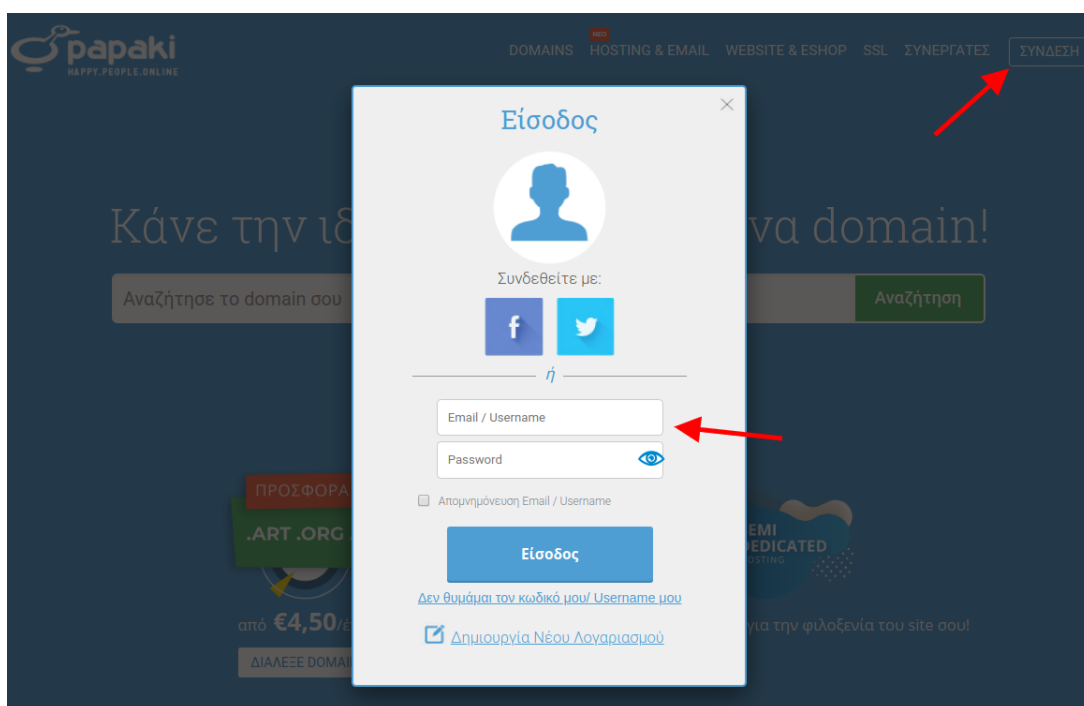 papaki
HAPPY.PEOPLE.ONLINE
DOMAINS
ΝΕΟ
HOSTING & EMAIL
WEBSITE & ESHOP
SSL
ΣΥΝΕΡΓΑΤΕΣ
ΣΥΝΔΕΣΗ
Είσοδος
Κάνε την ιδ
να domain!
Συνδεθείτε με:
Αναζήτησε το domain σου
Αναζήτηση
f
ή
Email / Username
Password
Απομνημόνευση Email / Username
ΠΡΟΣΦΟΡΑ
.ART .ORG
EMI
DEDICATED
HOSTING
Είσοδος
Δεν θυμάμαι τον κωδικό μου/ Username μου
από €4,50/έ
για την φιλοξενία του site σου!
Δημιουργία Νέου Λογαριασμού
ΔΙΑΛΕΞΕ DOMAI